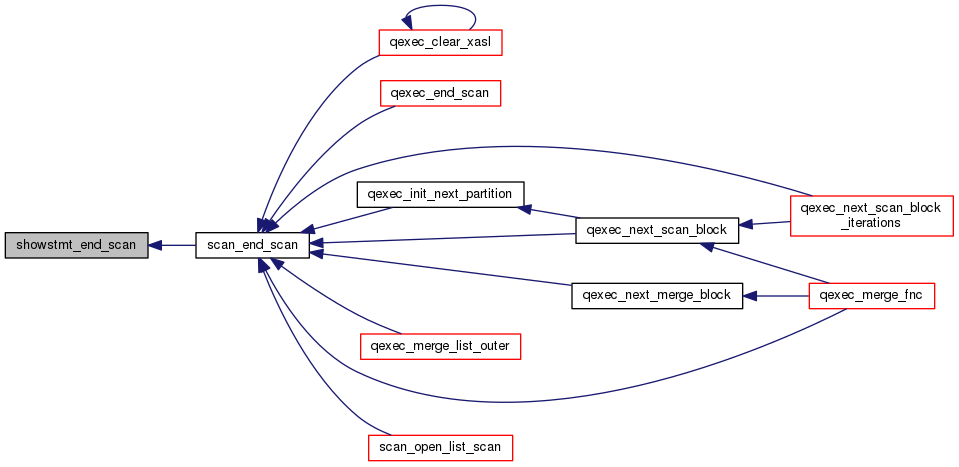 qexec_clear_xasl
qexec_end_scan
qexec_init_next_partition
qexec_next_scan_block
_iterations
qexec_next_scan_block
showstmt_end_scan
scan_end_scan
qexec_next_merge_block
qexec_merge_fnc
qexec_merge_list_outer
scan_open_list_scan